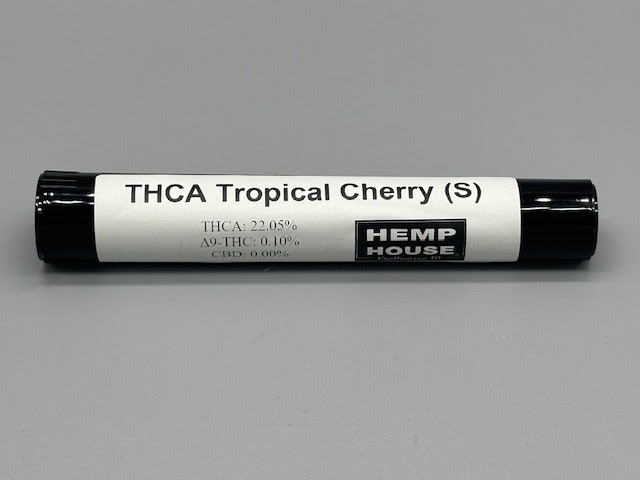 THCA Tropical Cherry (S)
THCA: 22.05%
Δ9-THC: 0.10%
CBD: 0.00%
HEMP
HOUSE